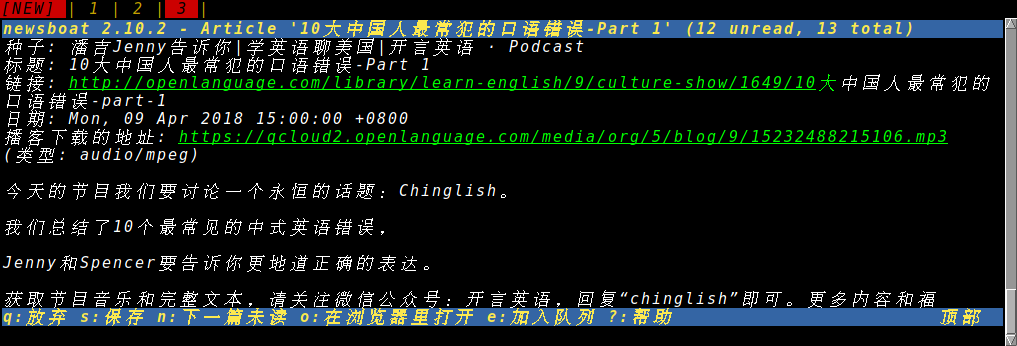 [NEW] | 1 | 2 | 3 |
newsboat 2.10.2 - Article '10大中国人最常犯的口语错误-Part 1' (12 unread, 13 total)
种子: 潘吉Jenny告诉你|学英语聊美国|开言英语 · Podcast
标题: 10大中国人最常犯的口语错误-Part 1
链接: http://openlanguage.com/library/learn-english/9/culture-show/1649/10大中国人最常犯的
口语错误-part-1
日期: Mon, 09 Apr 2018 15:00:00 +0800
播客下载的地址: https://qcloud2.openlanguage.com/media/org/5/blog/9/15232488215106.mp3
(类型: audio/mpeg)
今天的节目我们要讨论一个永恒的话题: Chinglish。
我们总结了10个最常见的中式英语错误,
Jenny和Spencer要告诉你更地道正确的表达。
获取节目音乐和完整文本, 请关注微信公众号: 开言英语, 回复“chinglish”即可。更多内容和福
q:放弃 s:保存 n:下一篇未读 o:在浏览器里打开 e:加入队列 ?:帮助 顶部